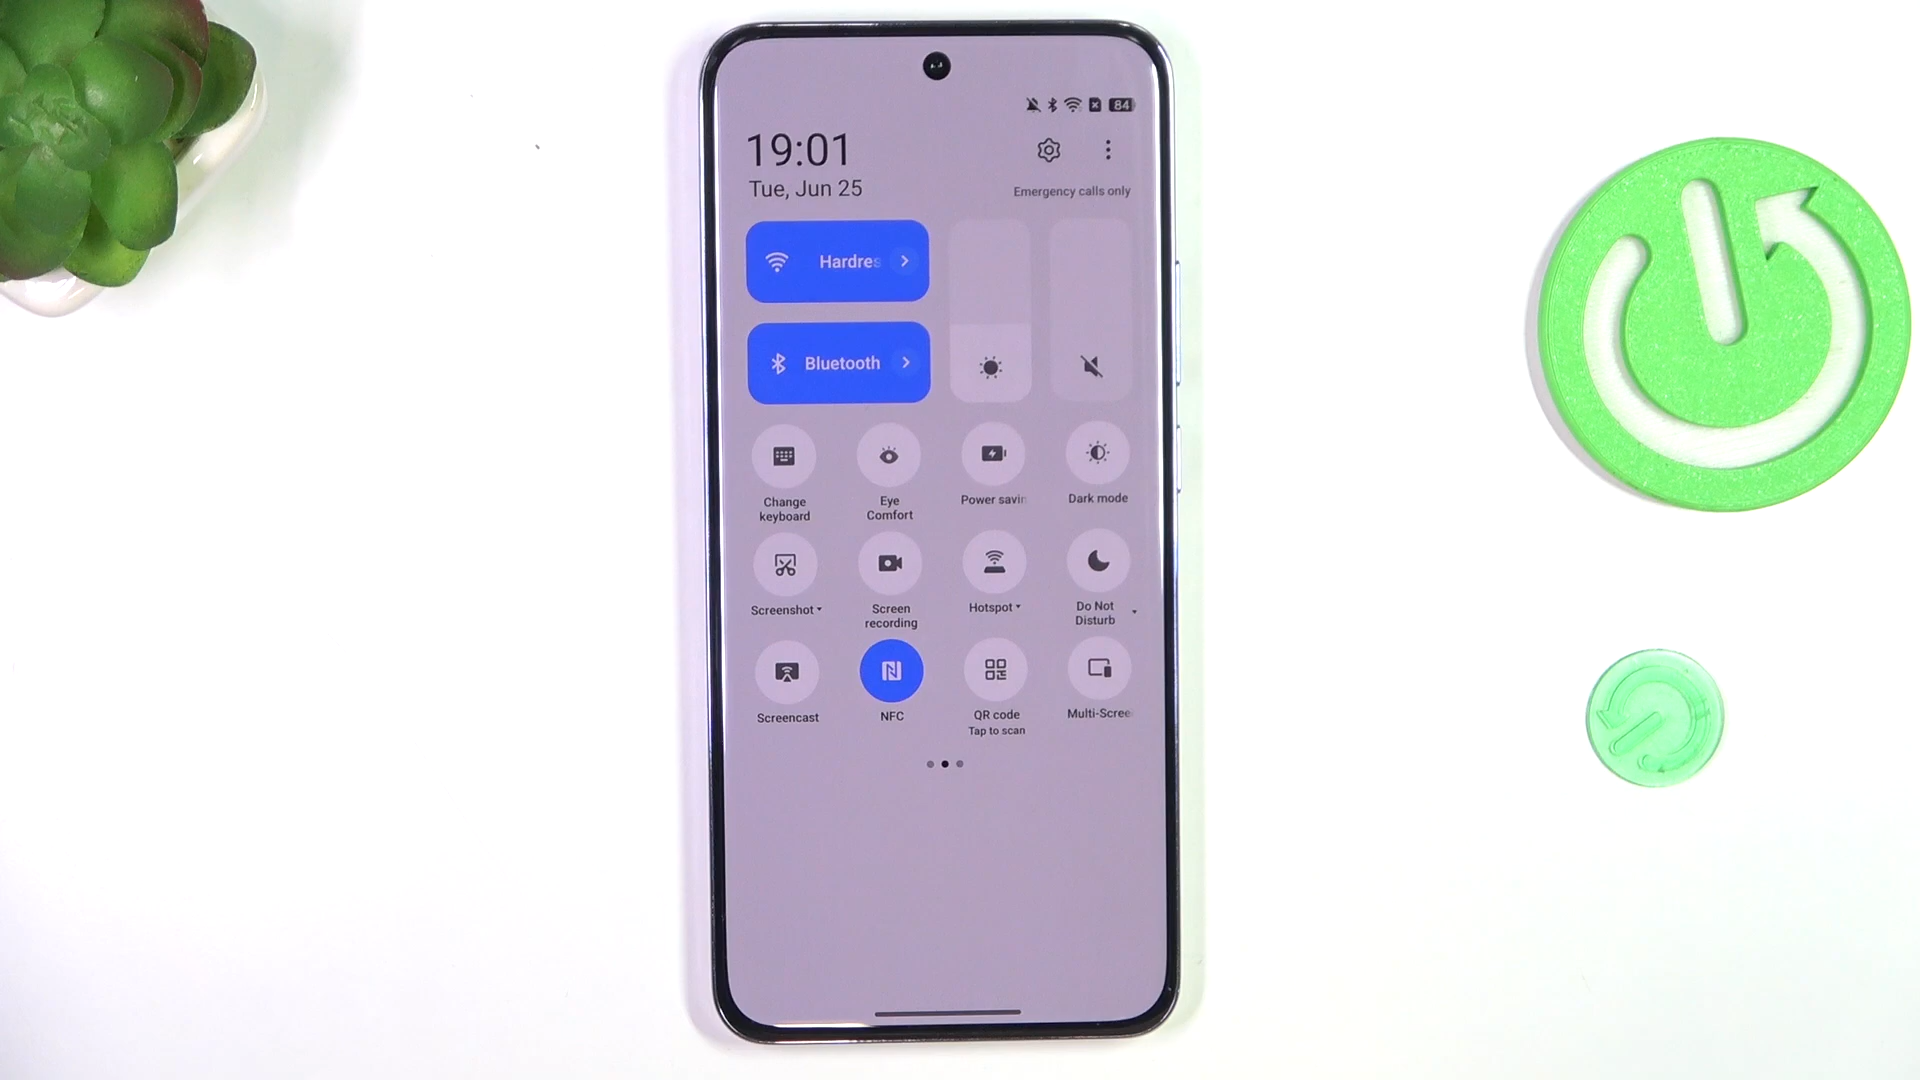 84
19:01
Tue, Jun 25
Emergency calls only
Hardres
Bluetooth
Change keyboard
Eye Comfort
Power savin
Dark mode
Screenshot
Screen recording
Hotspot
Do Not Disturb
Screencast
NFC
QR code
Tap to scan
Multi-Scree